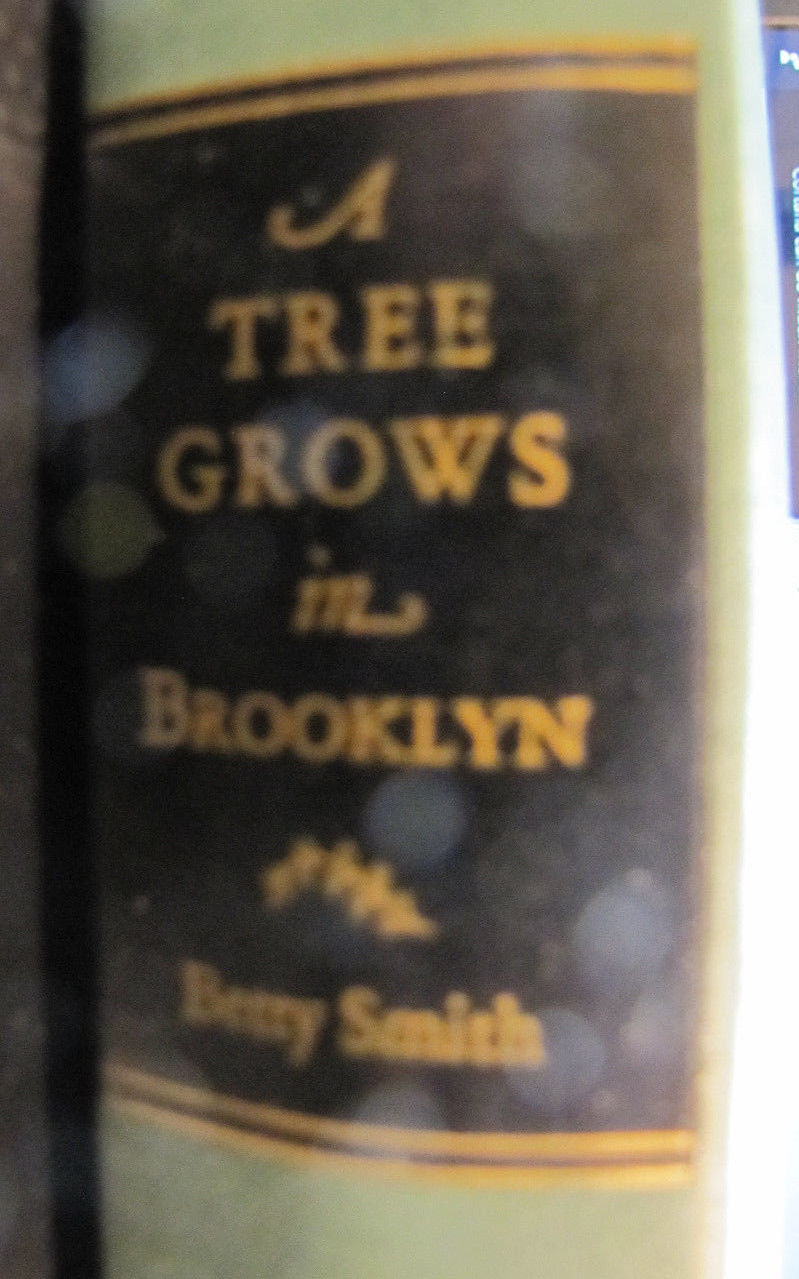 A
TREE
GROWS
in
BROOKLYN
Betty Smith